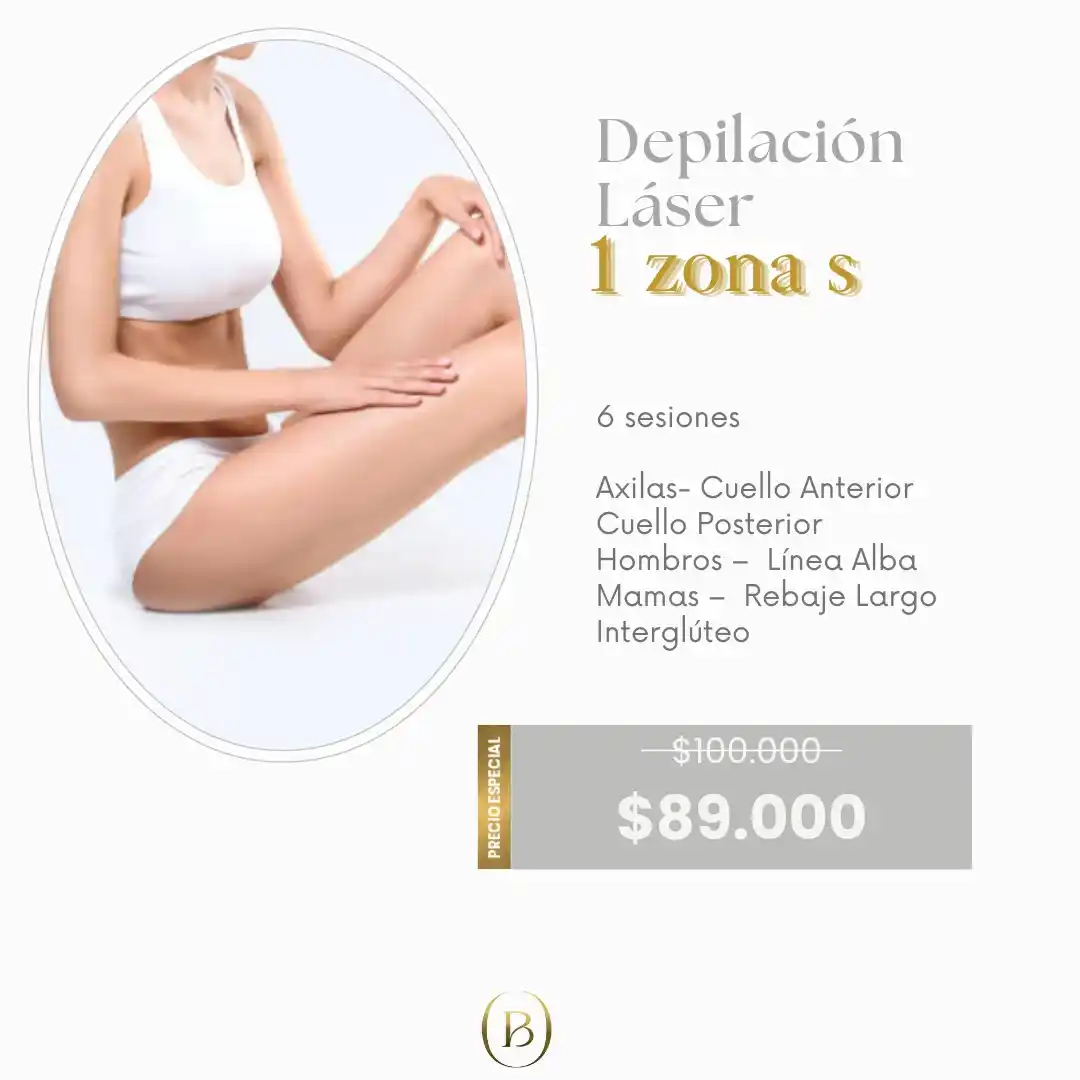 Depilación
Láser
1 zona s
6 sesiones
Axilas- Cuello Anterior
Cuello Posterior
Hombros – Línea Alba
Mamas – Rebaje Largo
Interglúteo
PRECIO ESPECIAL
$100.000
$89.000
B